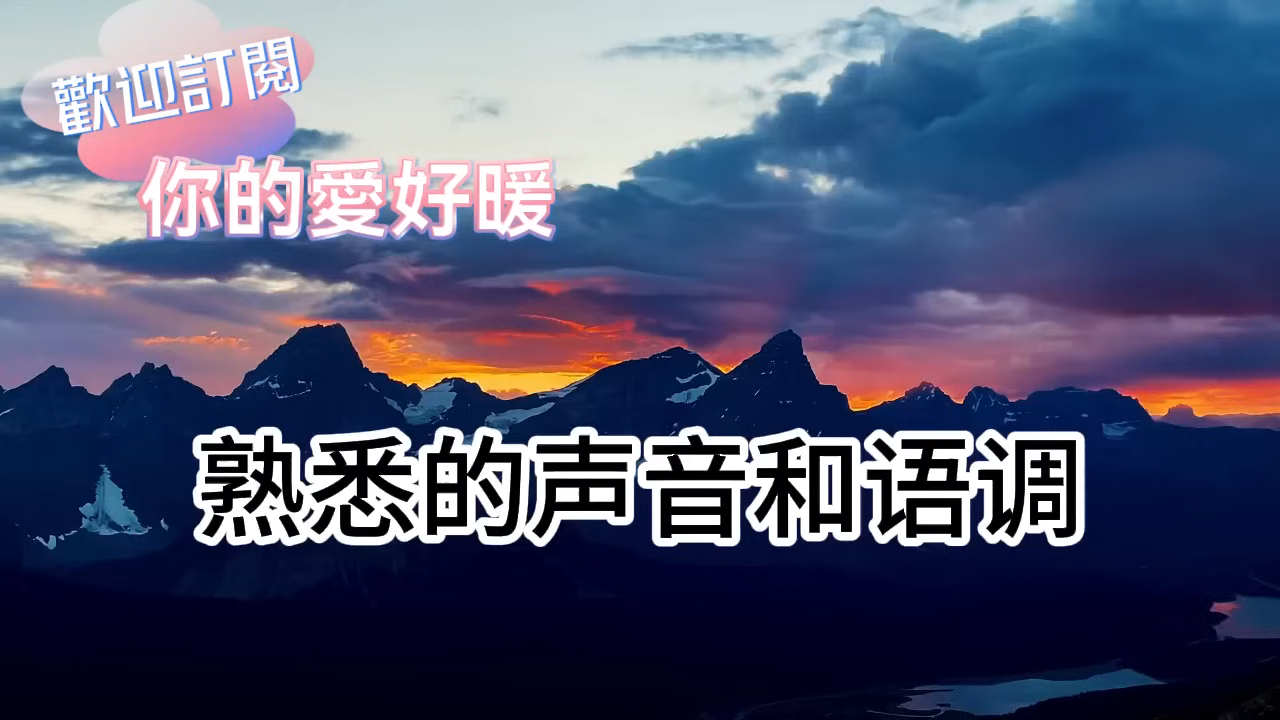 歡迎訂閱
你的愛好暖
熟悉的声音和语调